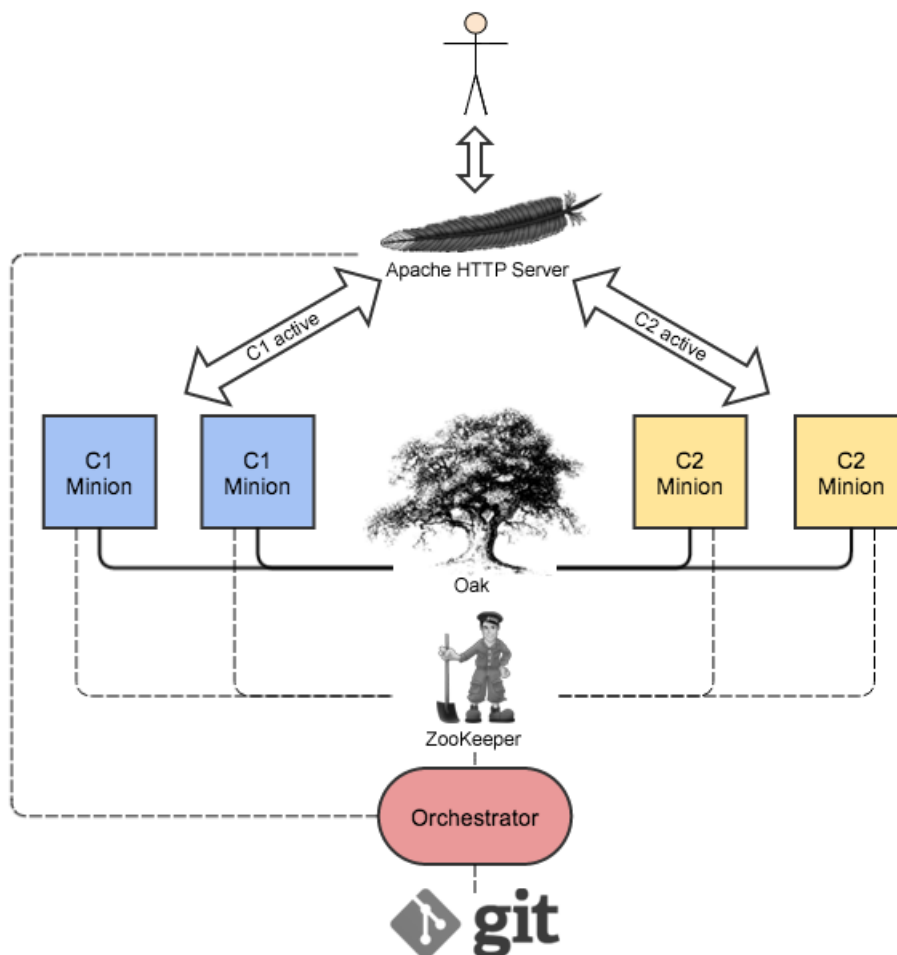 Apache HTTP Server
C1 active
C2 active
C1
Minion
C1
Minion
C2
Minion
C2
Minion
Oak
ZooKeeper
Orchestrator
git